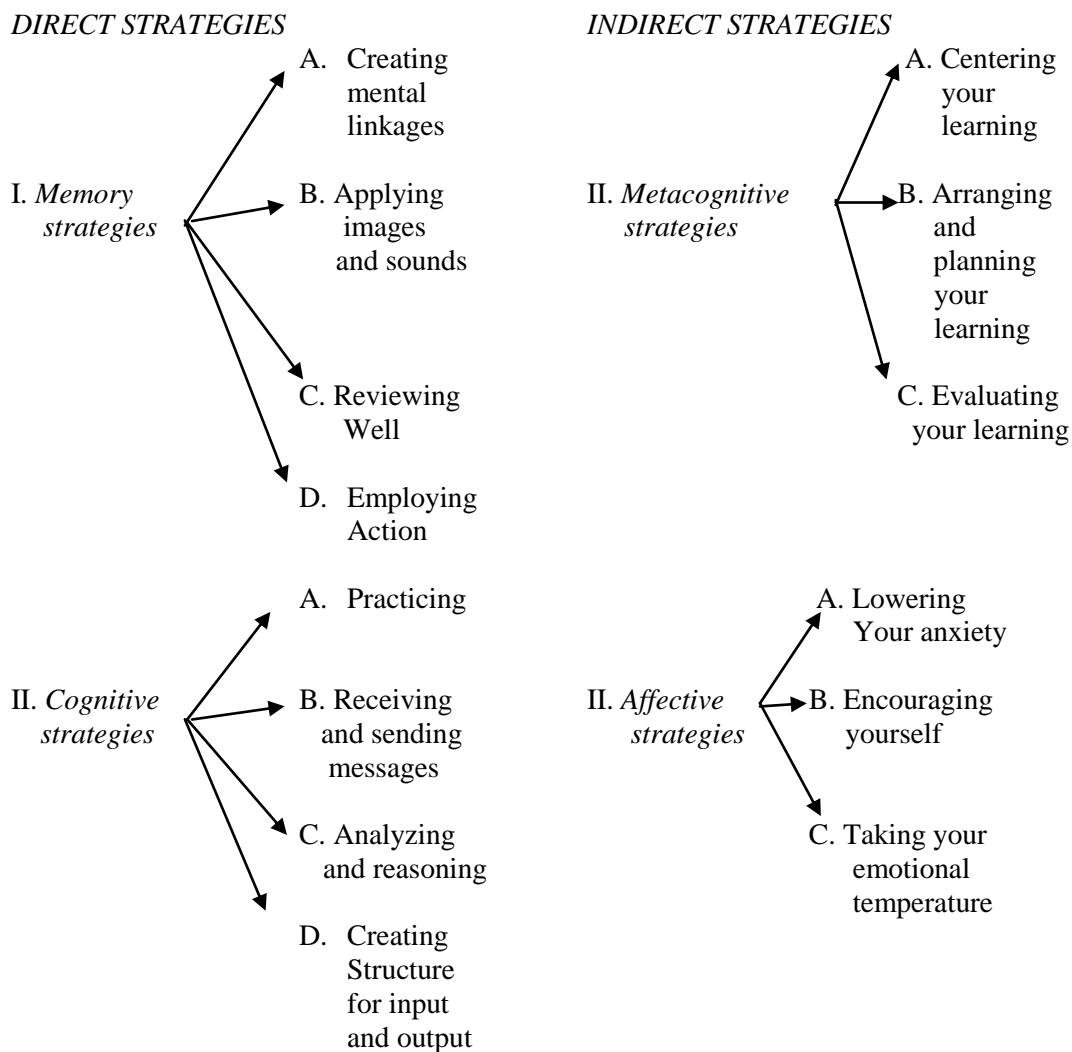 DIRECT STRATEGIES
A. Creating
mental
linkages
I. Memory
strategies
B. Applying
images
and sounds
C. Reviewing
Well
D. Employing
Action
A. Practicing
II. Cognitive
strategies
B. Receiving
and sending
messages
C. Analyzing
and reasoning
D. Creating
Structure
for input
and output
INDIRECT STRATEGIES
A. Centering
your
learning
II. Metacognitive
strategies
B. Arranging
and
planning
your
learning
C. Evaluating
your learning
A. Lowering
Your anxiety
II. Affective
strategies
B. Encouraging
yourself
C. Taking your
emotional
temperature